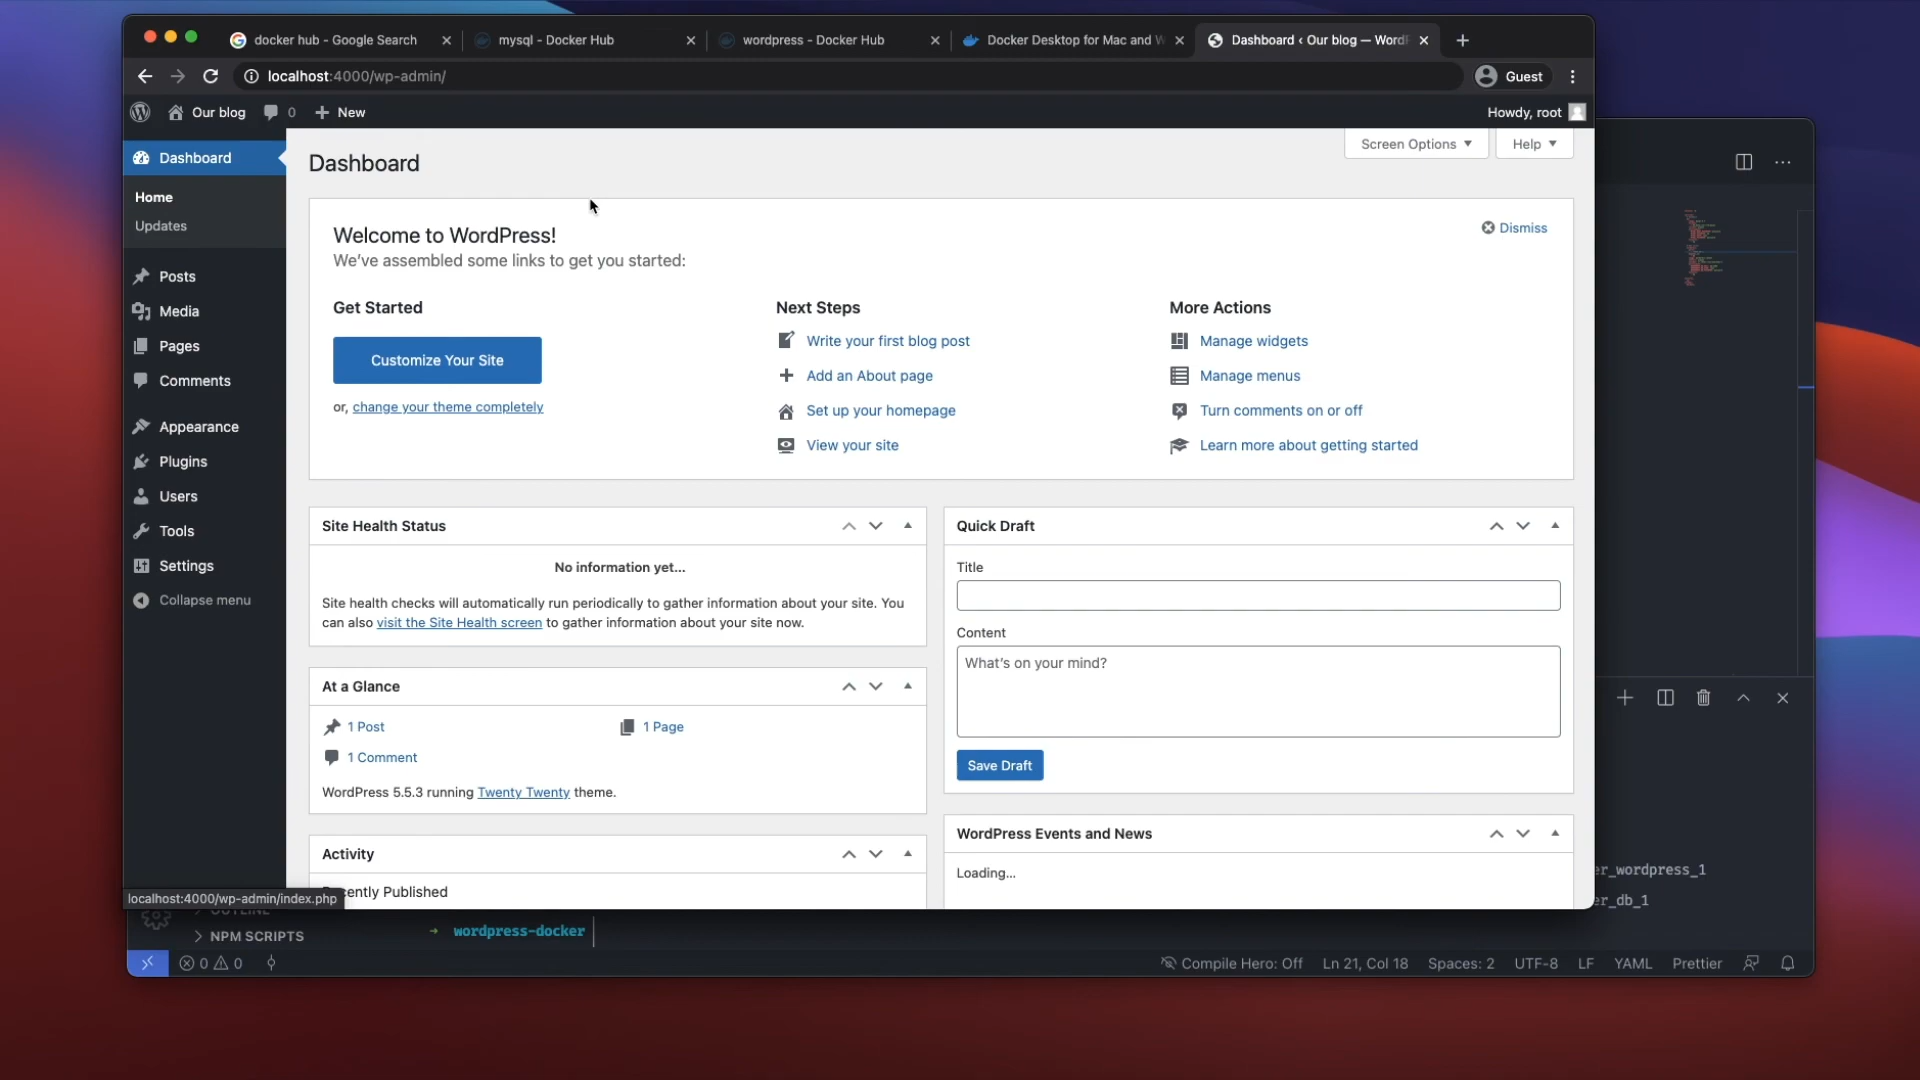 docker hub - Google Search
mysql - Docker Hub
wordpress - Docker Hub
Docker Desktop for Mac and W
Dashboard ‹ Our blog — WordP
localhost:4000/wp-admin/
Guest
Our blog
0
New
Howdy, root
Dashboard
Home
Updates
Posts
Media
Pages
Comments
Appearance
Plugins
Users
Tools
Settings
Collapse menu
Screen Options
Help
Dashboard
Welcome to WordPress!
We've assembled some links to get you started:
Dismiss
Get Started
Customize Your Site
or, change your theme completely
Next Steps
Write your first blog post
Add an About page
Set up your homepage
View your site
More Actions
Manage widgets
Manage menus
Turn comments on or off
Learn more about getting started
Site Health Status
No information yet...
Site health checks will automatically run periodically to gather information about your site. You
can also visit the Site Health screen to gather information about your site now.
At a Glance
1 Post
1 Page
1 Comment
WordPress 5.5.3 running Twenty Twenty theme.
Activity
cently Published
Quick Draft
Title
Content
What's on your mind?
Save Draft
WordPress Events and News
Loading...
localhost:4000/wp-admin/index.php
er_wordpress_1
er_db_1
OUTLINE
NPM SCRIPTS
→ wordpress-docker
0 0
Compile Hero: Off
Ln 21, Col 18
Spaces: 2
UTF-8
LF
YAML
Prettier